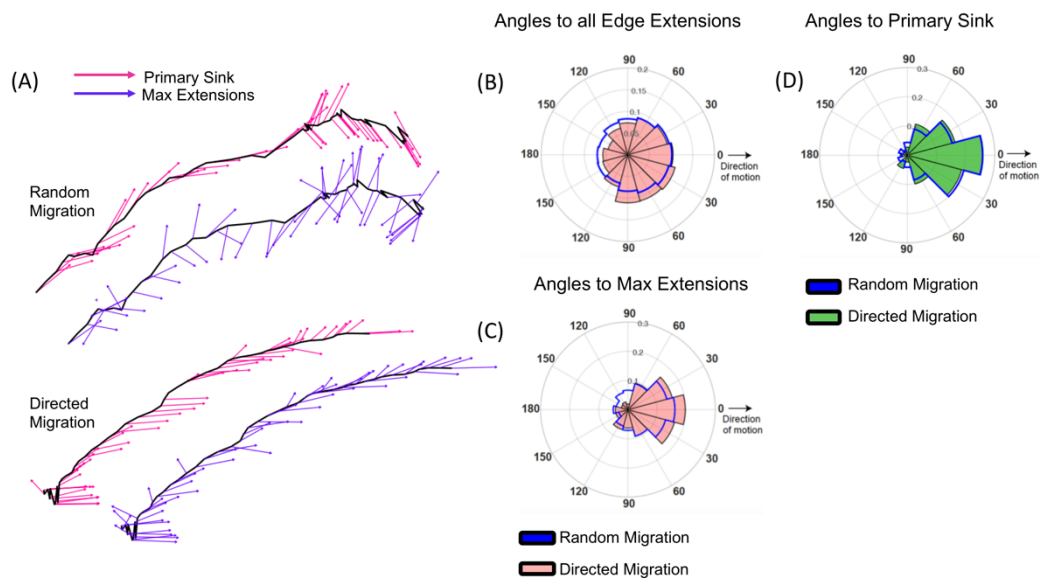 (A)
Primary Sink
Max Extensions
Random
Migration
Directed
Migration
Angles to all Edge Extensions
(B)
90
120
60
150
30
180
0
150
30
120
60
90
0.2
0.15
0.1
0.05
Direction
of motion
Angles to Max Extensions
(C)
90
120
60
150
30
180
0
150
30
120
60
90
0.3
0.2
0.1
Direction
of motion
Random Migration
Directed Migration
Angles to Primary Sink
(D)
90
120
60
150
30
180
0
150
30
120
60
90
0.3
0.2
Direction
of motion
Random Migration
Directed Migration